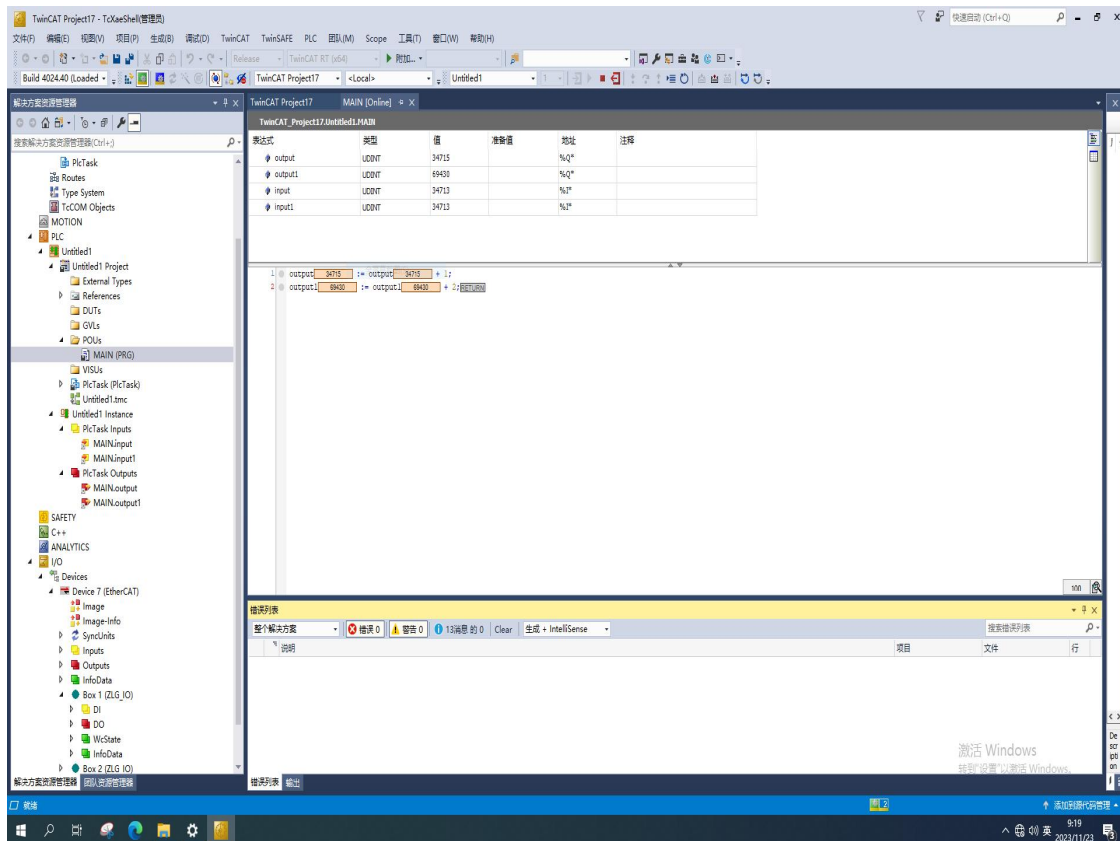 TwinCAT Project17 - TcXaeShell(管理员)
快速启动 (Ctrl+Q)
文件(F) 编辑(E) 视图(V) 项目(P) 生成(B) 调试(D) TwinCAT TwinSAFE PLC 团队(M) Scope 工具(T) 窗口(W) 帮助(H)
Release TwinCAT RT (x64) 附加...
Build 4024.40 (Loaded TwinCAT Project17 <Local> Untitled1 1
解决方案资源管理器
搜索解决方案资源管理器(Ctrl+;)
PlcTask
Routes
Type System
TcCOM Objects
MOTION
PLC
Untitled1
Untitled1 Project
External Types
References
DUTs
GVLs
POUs
MAIN (PRG)
VISUs
PlcTask (PlcTask)
Untitled1.tmc
Untitled1 Instance
PlcTask Inputs
MAIN.input
MAIN.input1
PlcTask Outputs
MAIN.output
MAIN.output1
SAFETY
C++
ANALYTICS
I/O
Devices
Device 7 (EtherCAT)
Image
Image-Info
SyncUnits
Inputs
Outputs
InfoData
Box 1 (ZLG_IO)
DI
DO
WcState
InfoData
Box 2 (ZLG IO)
解决方案资源管理器 团队资源管理器
TwinCAT Project17 MAIN [Online]
TwinCAT_Project17.Untitled1.MAIN
表达式 类型 值 准备值 地址 注释
output UDINT 34715 %Q*
output1 UDINT 69430 %Q*
input UDINT 34713 %I*
input1 UDINT 34713 %I*
1 output 34715 := output 34715 + 1;
2 output1 69430 := output1 69430 + 2; RETURN
100
错误列表
整个解决方案 错误 0 警告 0 13消息 的 0 Clear 生成 + IntelliSense 搜索错误列表
说明 项目 文件 行
激活 Windows
转到"设置"以激活 Windows。
错误列表 输出
De
scr
ipti
on
就绪 2 添加到源代码管理
英 9:19
2023/11/23